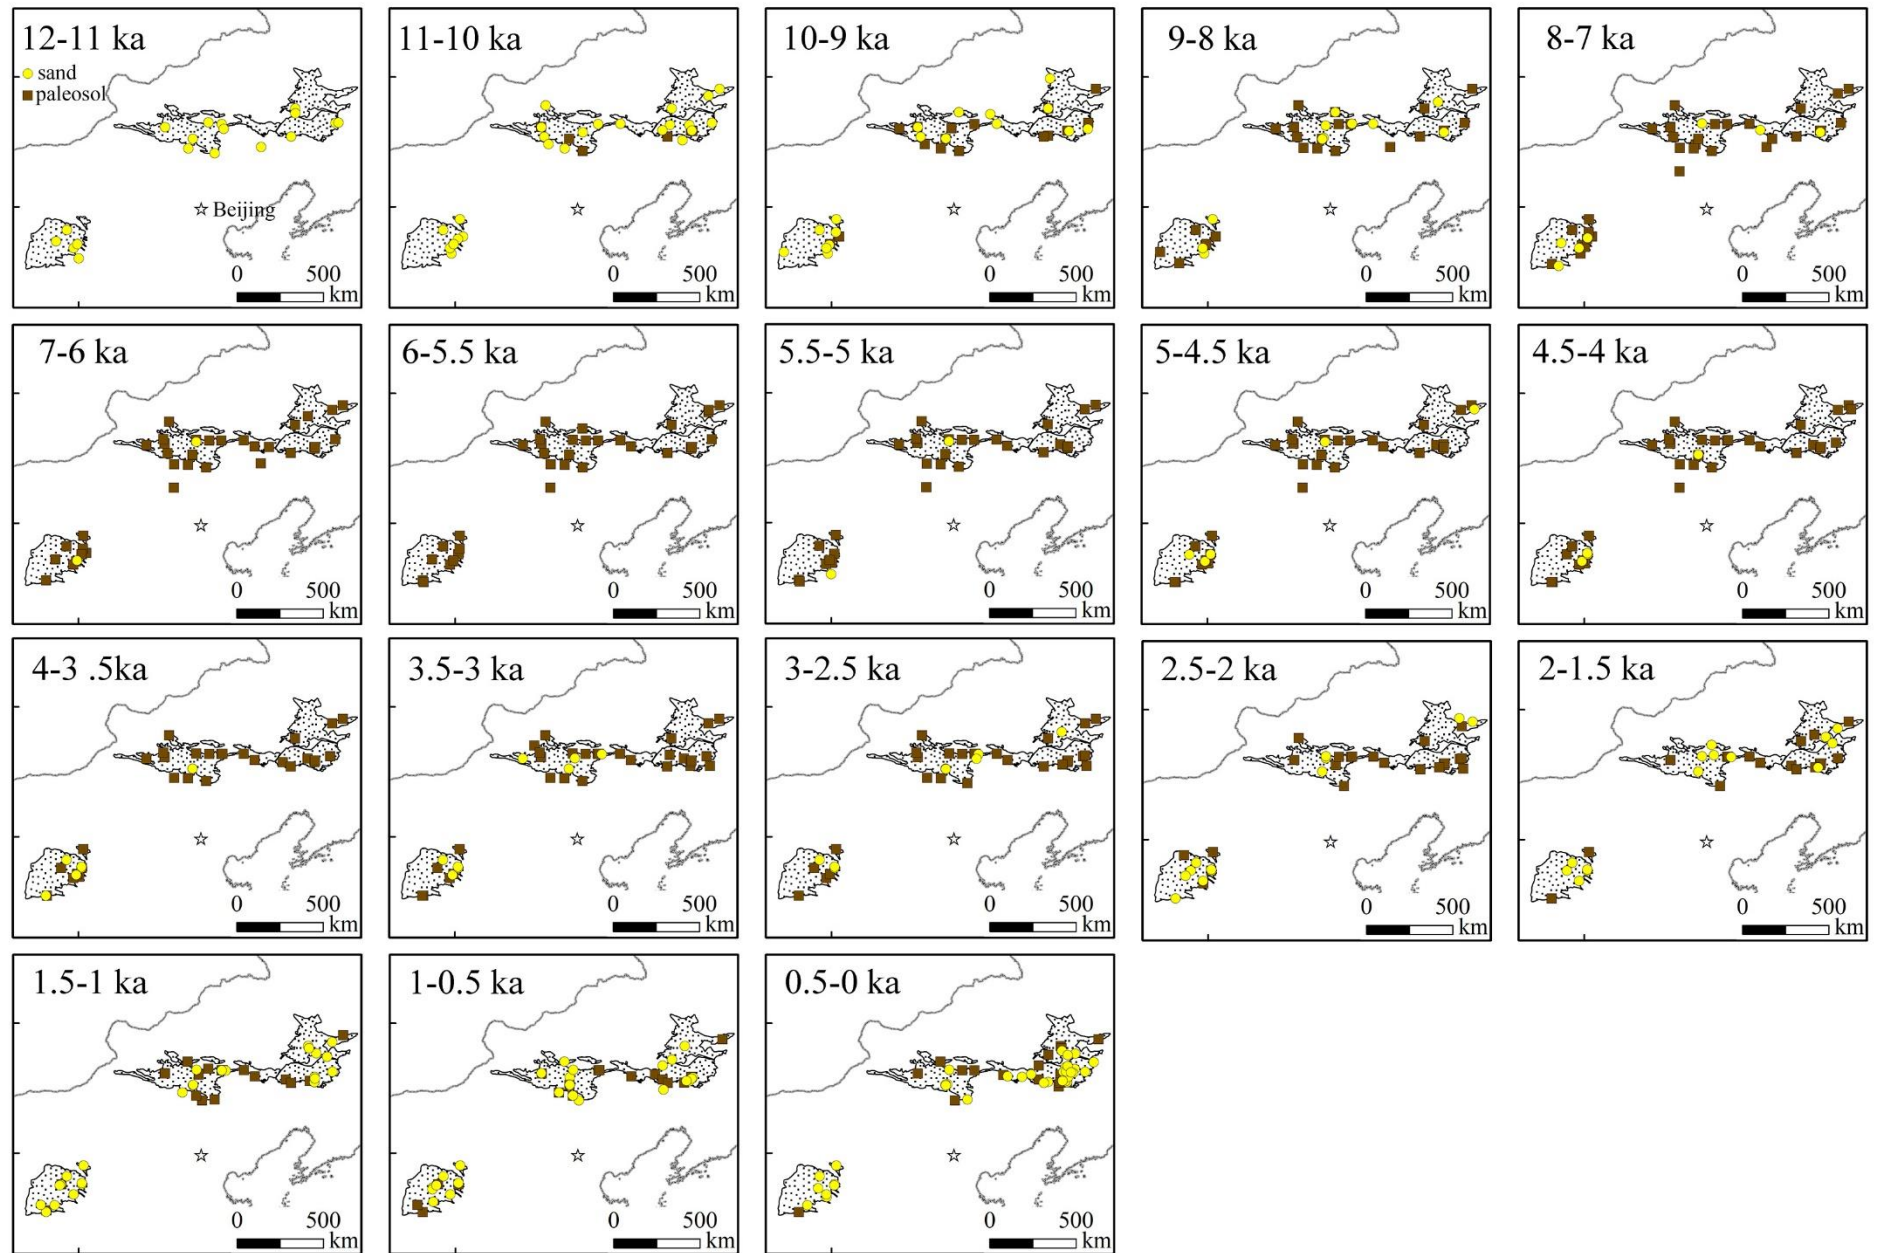 12-11 ka
sand
paleosol
Beijing
0 500
km
11-10 ka
0 500
km
10-9 ka
0 500
km
9-8 ka
0 500
km
8-7 ka
0 500
km
7-6 ka
0 500
km
6-5.5 ka
0 500
km
5.5-5 ka
0 500
km
5-4.5 ka
0 500
km
4.5-4 ka
0 500
km
4-3 .5ka
0 500
km
3.5-3 ka
0 500
km
3-2.5 ka
0 500
km
2.5-2 ka
0 500
km
2-1.5 ka
0 500
km
1.5-1 ka
0 500
km
1-0.5 ka
0 500
km
0.5-0 ka
0 500
km